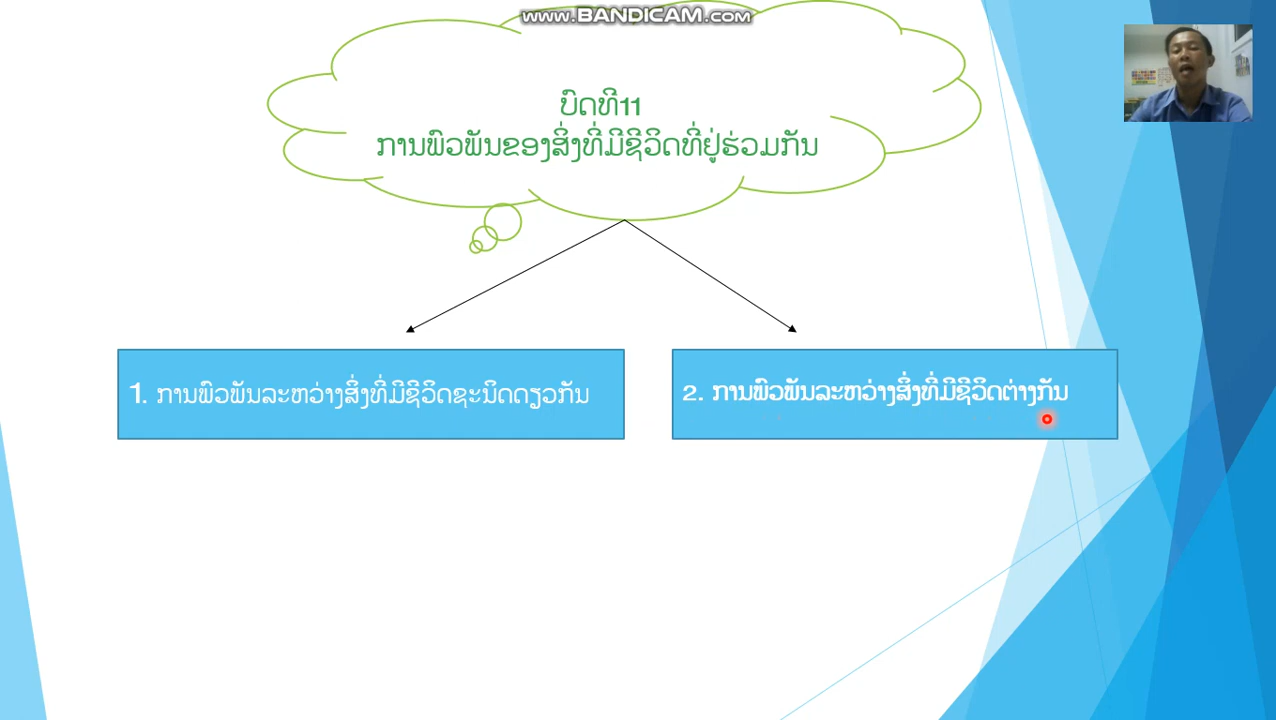 www.BANDICAM.com
ບົດທີ11
ການພົວພັນຂອງສິ່ງທີ່ມີຊີວິດທີ່ຢູ່ຮ່ວມກັນ
1. ການພົວພັນລະຫວ່າງສິ່ງທີ່ມີຊີວິດຊະນິດດຽວກັນ
2. ການພົວພັນລະຫວ່າງສິ່ງທີ່ມີຊີວິດຕ່າງກັນ